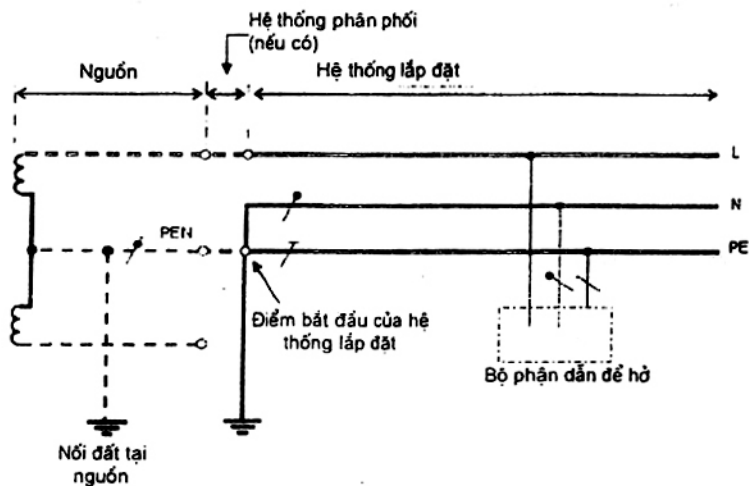 Hệ thống phân phối
(nếu có)
Nguồn
Hệ thống lắp đặt
L
N
PEN
PE
Điểm bắt đầu của hệ
thống lắp đặt
Bộ phận dẫn để hở
Nối đất tại
nguồn